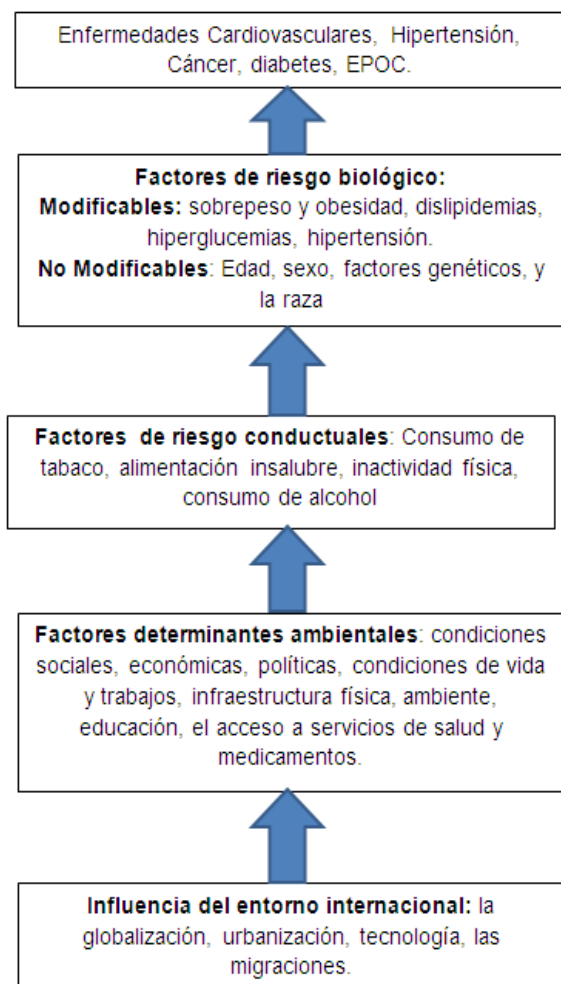 Enfermedades Cardiovasculares, Hipertensión,
Cáncer, diabetes, EPOC.
Factores de riesgo biológico:
Modificables: sobrepeso y obesidad, dislipidemias,
hiperglucemias, hipertensión.
No Modificables: Edad, sexo, factores genéticos, y
la raza
Factores de riesgo conductuales: Consumo de
tabaco, alimentación insalubre, inactividad física,
consumo de alcohol
Factores determinantes ambientales: condiciones
sociales, económicas, políticas, condiciones de vida
y trabajos, infraestructura física, ambiente,
educación, el acceso a servicios de salud y
medicamentos.
Influencia del entorno internacional: la
globalización, urbanización, tecnología, las
migraciones.